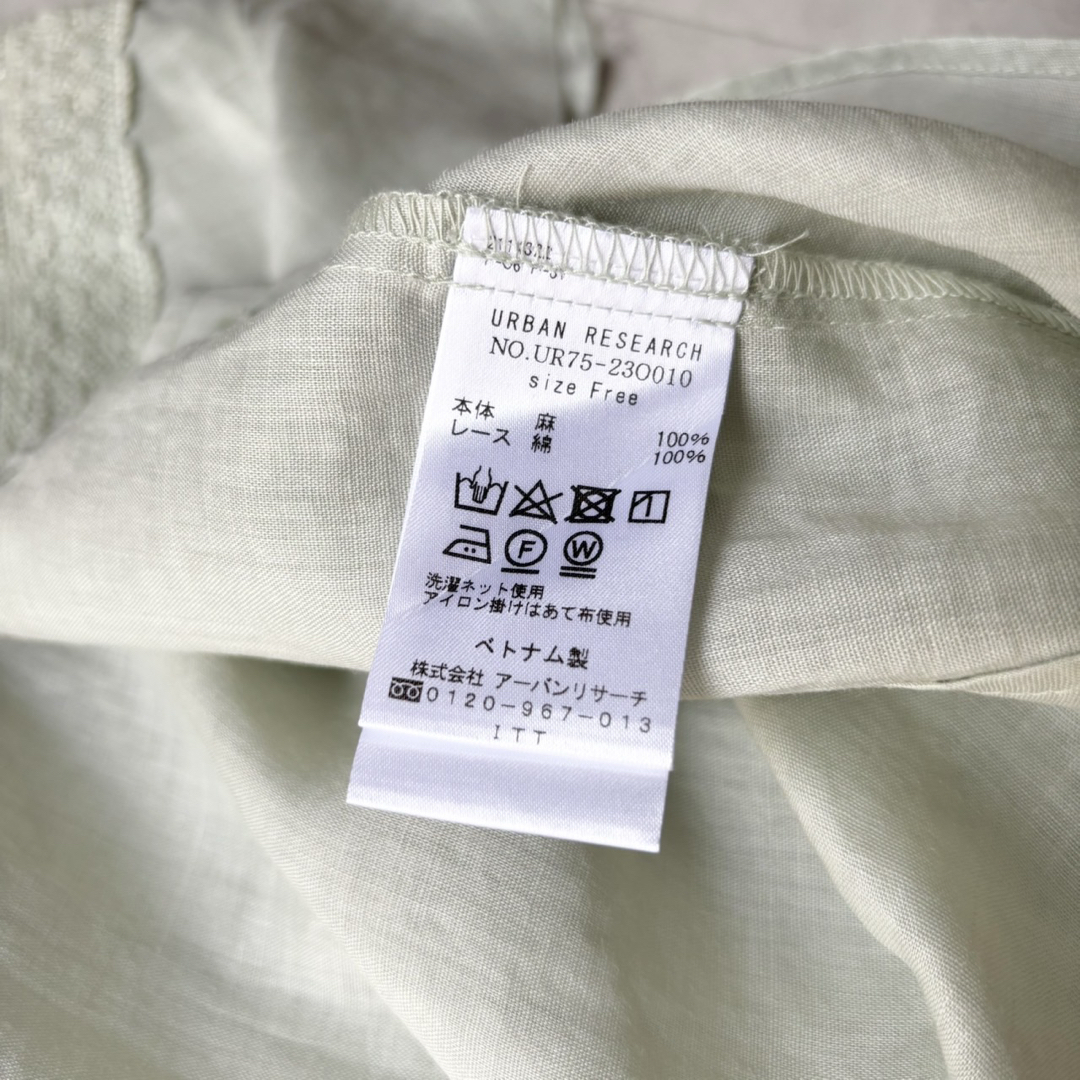 URBAN RESEARCH
NO.UR75-23O010
size Free
本体 麻 100%
レース 綿 100%
F W
洗濯ネット使用
アイロン掛けはあて布使用
ベトナム製
株式会社 アーバンリサーチ
0120-967-013
ITT